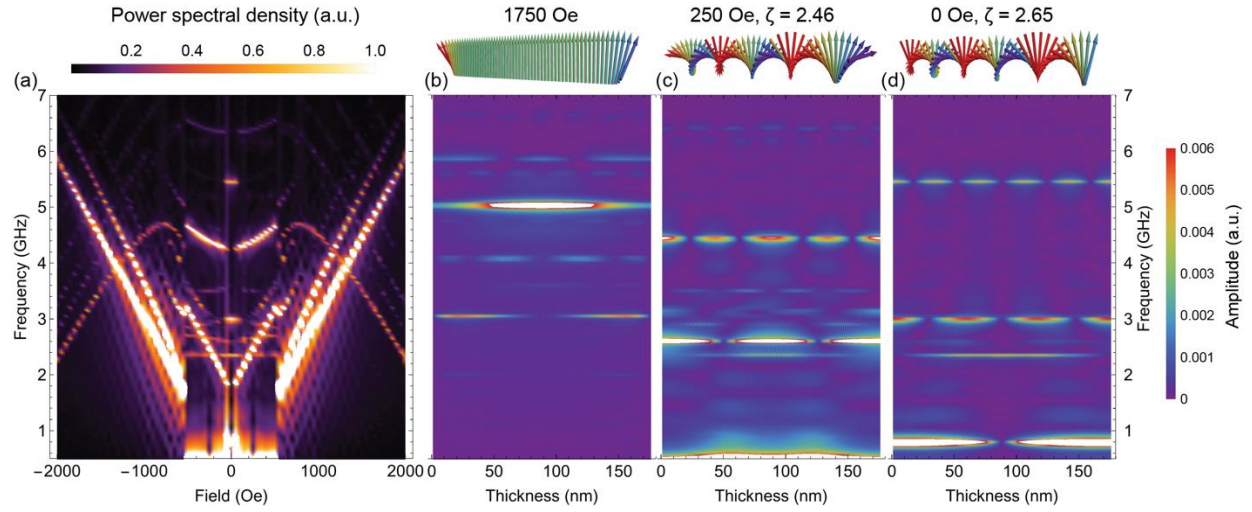 Power spectral density (a.u.)
0.2 0.4 0.6 0.8 1.0
1750 Oe
250 Oe, ζ = 2.46
0 Oe, ζ = 2.65
(a)
(b)
(c)
(d)
Frequency (GHz)
7
6
5
4
3
2
1
−2000 −1000 0 1000 2000
Field (Oe)
0 50 100 150
Thickness (nm)
0 50 100 150
Thickness (nm)
0 50 100 150
Thickness (nm)
7
6
5
4
3
2
1
Frequency (GHz)
0.006
0.005
0.004
0.003
0.002
0.001
0
Amplitude (a.u.)